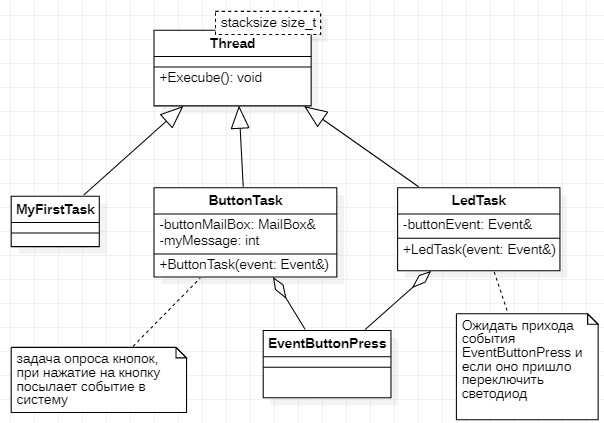 stacksize size_t
Thread
+Execube(): void
MyFirstTask
ButtonTask
-buttonMailBox: MailBox&
-myMessage: int
+ButtonTask(event: Event&)
LedTask
-buttonEvent: Event&
+LedTask(event: Event&)
EventButtonPress
задача опроса кнопок,
при нажатие на кнопку
посылает событие в
систему
Ожидать прихода
события
EventButtonPress и
если оно пришло
переключить
светодиод